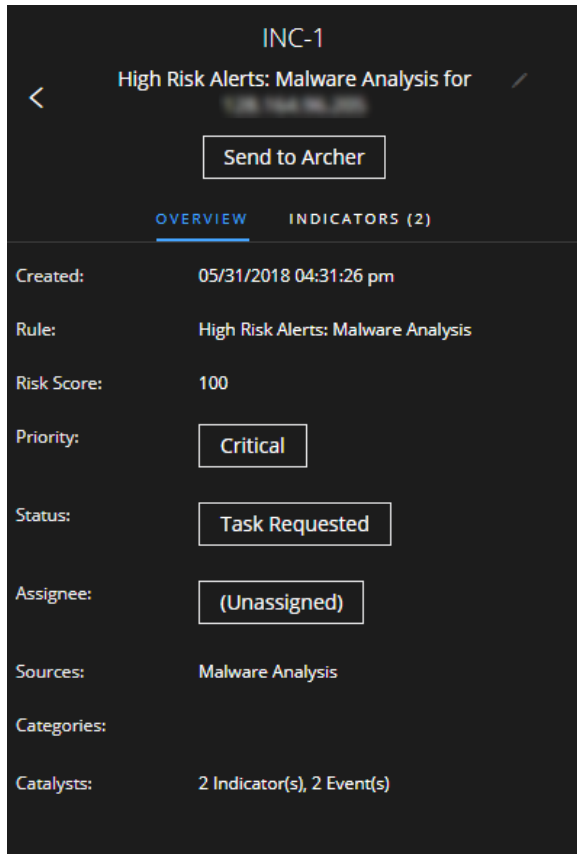 INC-1
High Risk Alerts: Malware Analysis for
Send to Archer
OVERVIEW INDICATORS (2)
Created: 05/31/2018 04:31:26 pm
Rule: High Risk Alerts: Malware Analysis
Risk Score: 100
Priority: Critical
Status: Task Requested
Assignee: (Unassigned)
Sources: Malware Analysis
Categories:
Catalysts: 2 Indicator(s), 2 Event(s)